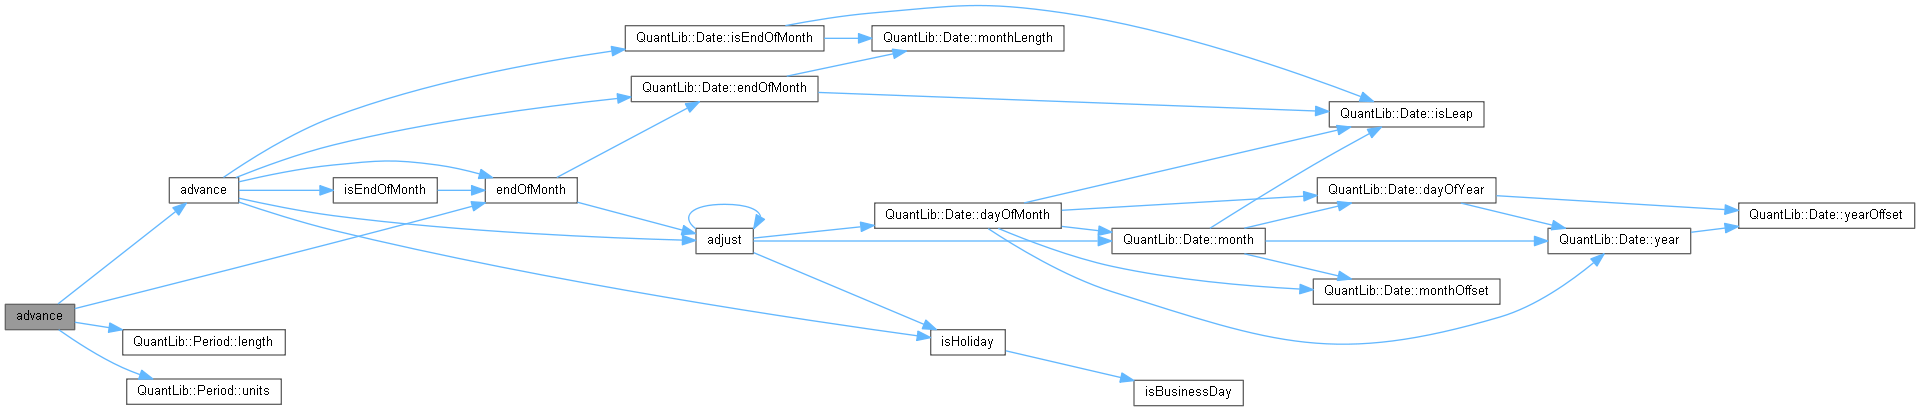 QuantLib::Date::isEndOfMonth
QuantLib::Date::monthLength
QuantLib::Date::endOfMonth
QuantLib::Date::isLeap
advance
isEndOfMonth
endOfMonth
QuantLib::Date::dayOfYear
QuantLib::Date::dayOfMonth
QuantLib::Date::yearOffset
adjust
QuantLib::Date::month
QuantLib::Date::year
QuantLib::Date::monthOffset
advance
QuantLib::Period::length
isHoliday
QuantLib::Period::units
isBusinessDay